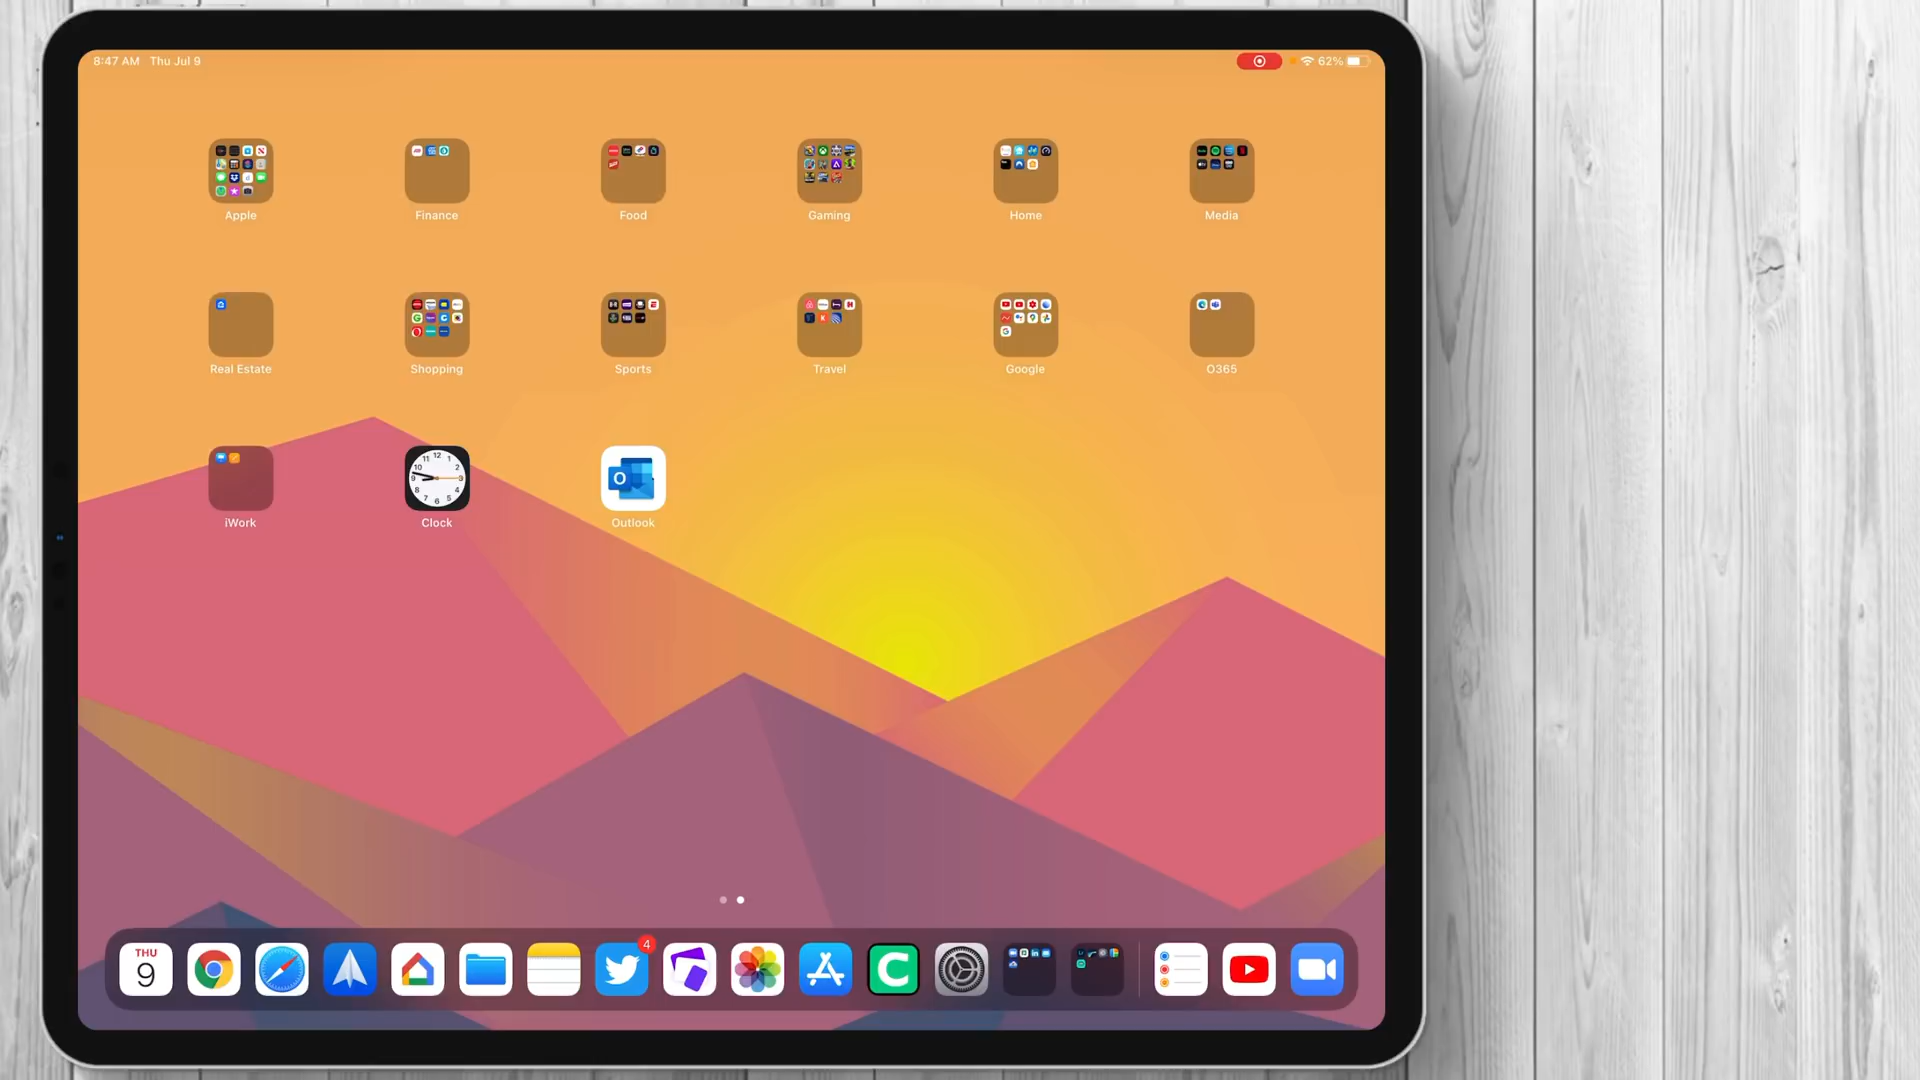 8:47 AM Thu Jul 9
62%
Apple
Finance
Food
Gaming
Home
Media
Real Estate
Shopping
Sports
Travel
Google
O365
iWork
Clock
Outlook
THU
9
4